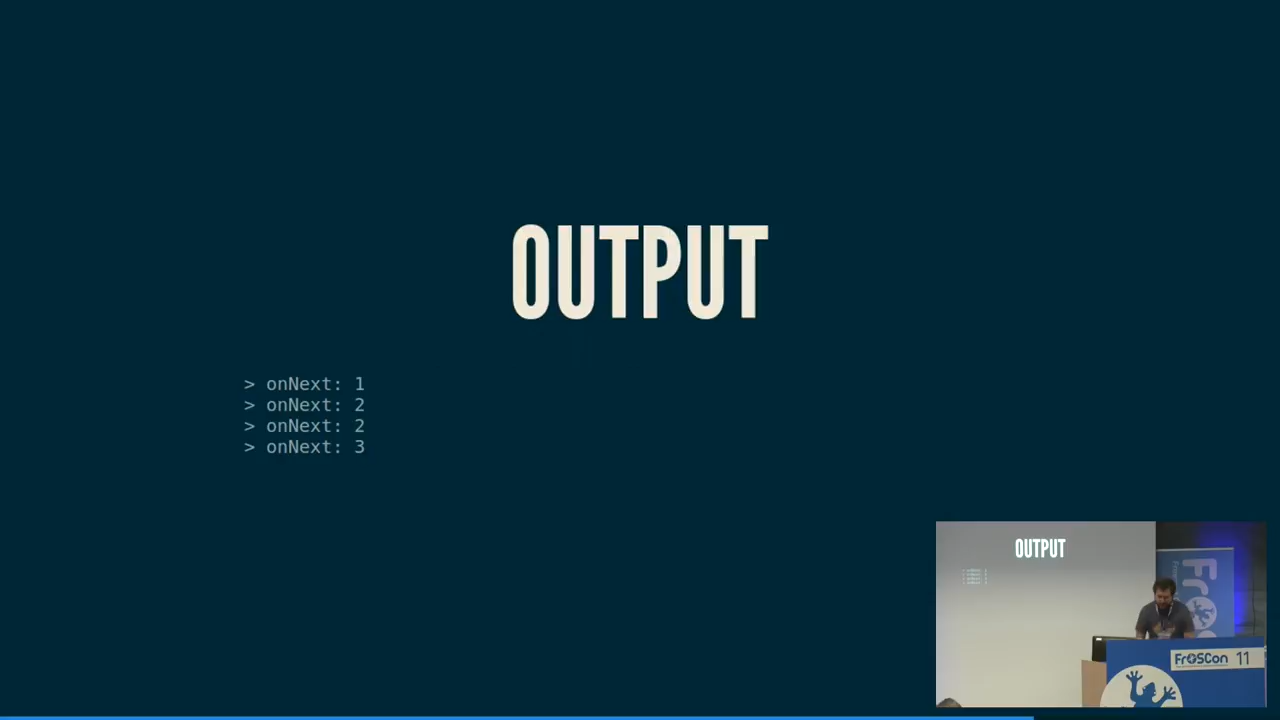 OUTPUT
> onNext: 1
> onNext: 2
> onNext: 2
> onNext: 3
OUTPUT
FrOSCon 11